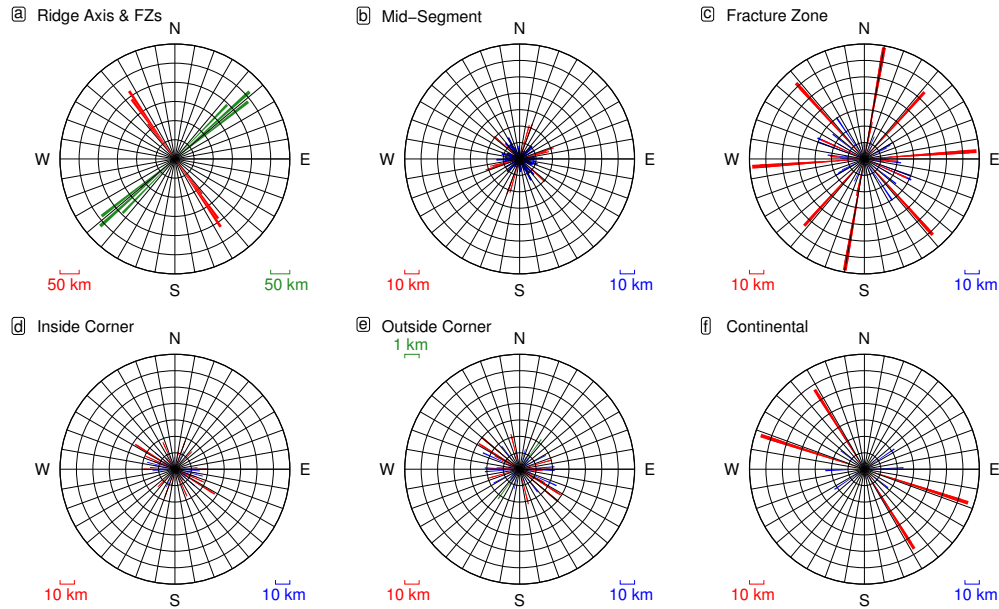 a Ridge Axis & FZs
N
W
E
S
50 km
50 km
b Mid−Segment
N
W
E
S
10 km
10 km
c Fracture Zone
N
W
E
S
10 km
10 km
d Inside Corner
N
W
E
S
10 km
10 km
e Outside Corner
1 km
N
W
E
S
10 km
10 km
f Continental
N
W
E
S
10 km
10 km